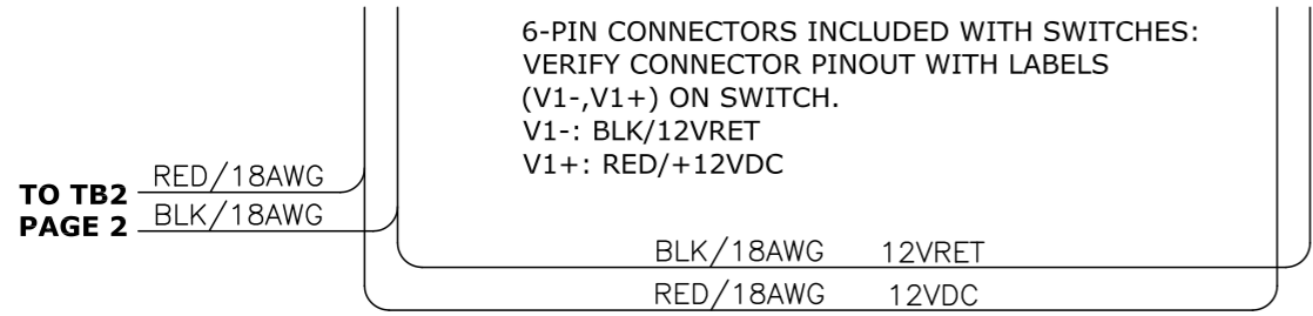 6-PIN CONNECTORS INCLUDED WITH SWITCHES:
VERIFY CONNECTOR PINOUT WITH LABELS
(V1-,V1+) ON SWITCH.
V1-: BLK/12VRET
V1+: RED/+12VDC
TO TB2
PAGE 2
RED/18AWG
BLK/18AWG
BLK/18AWG 12VRET
RED/18AWG 12VDC